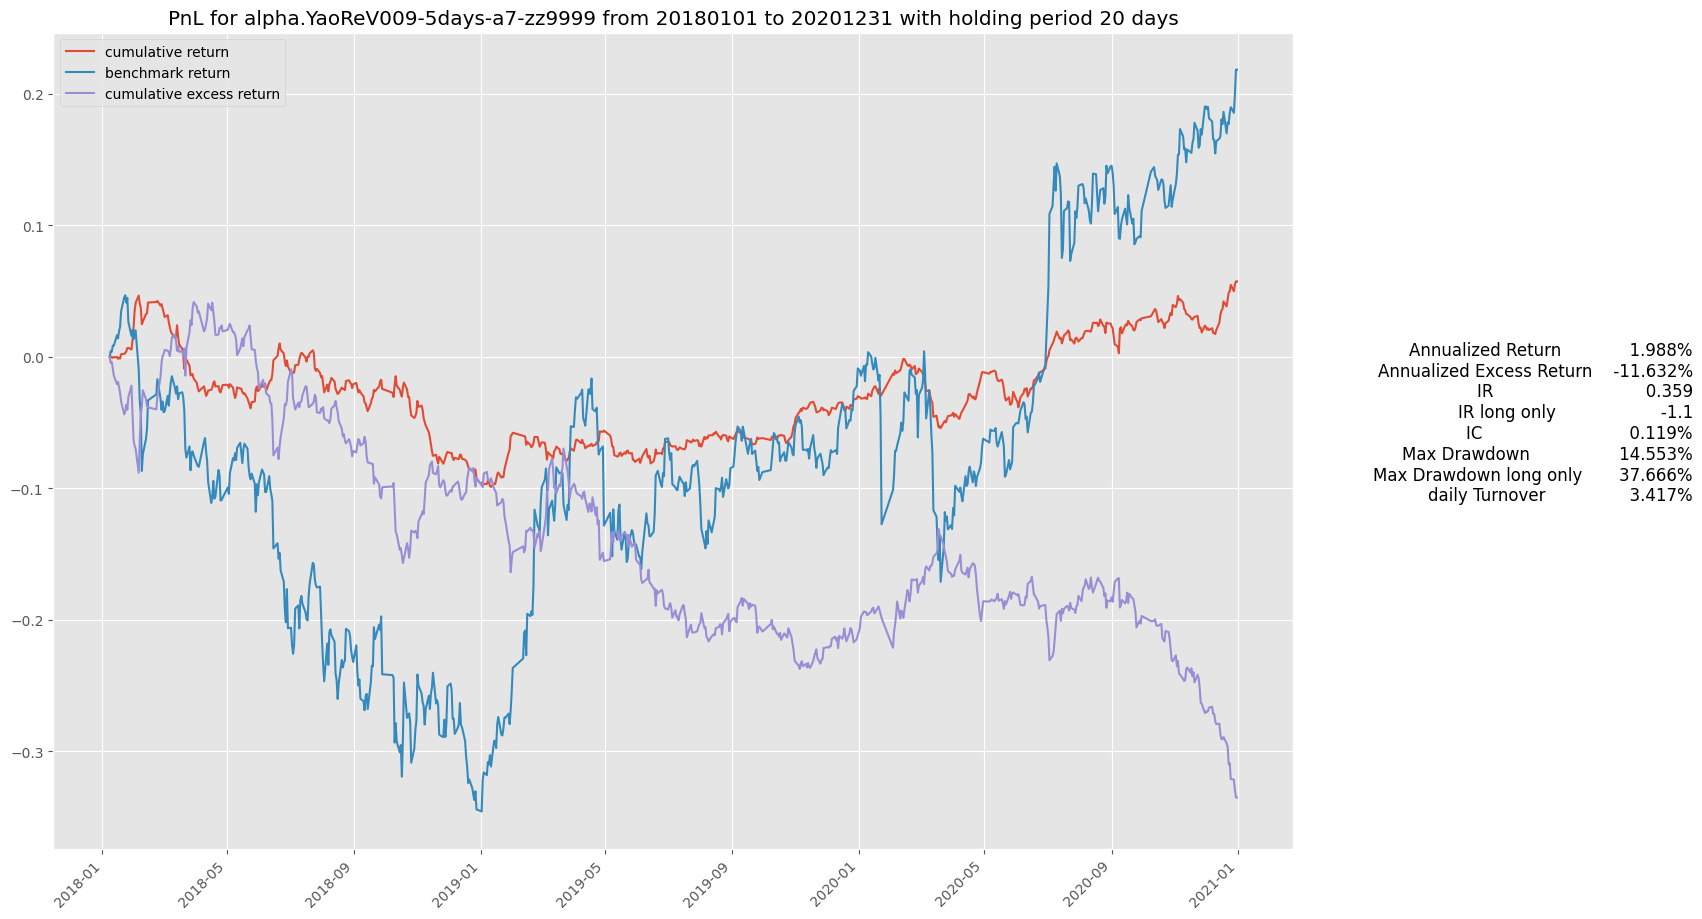 PnL for alpha.YaoReV009-5days-a7-zz9999 from 20180101 to 20201231 with holding period 20 days
cumulative return
benchmark return
cumulative excess return
0.2
0.1
0.0
−0.1
−0.2
−0.3
2018-01
2018-05
2018-09
2019-01
2019-05
2019-09
2020-01
2020-05
2020-09
2021-01
Annualized Return 1.988%
Annualized Excess Return -11.632%
IR 0.359
IR long only -1.1
IC 0.119%
Max Drawdown 14.553%
Max Drawdown long only 37.666%
daily Turnover 3.417%